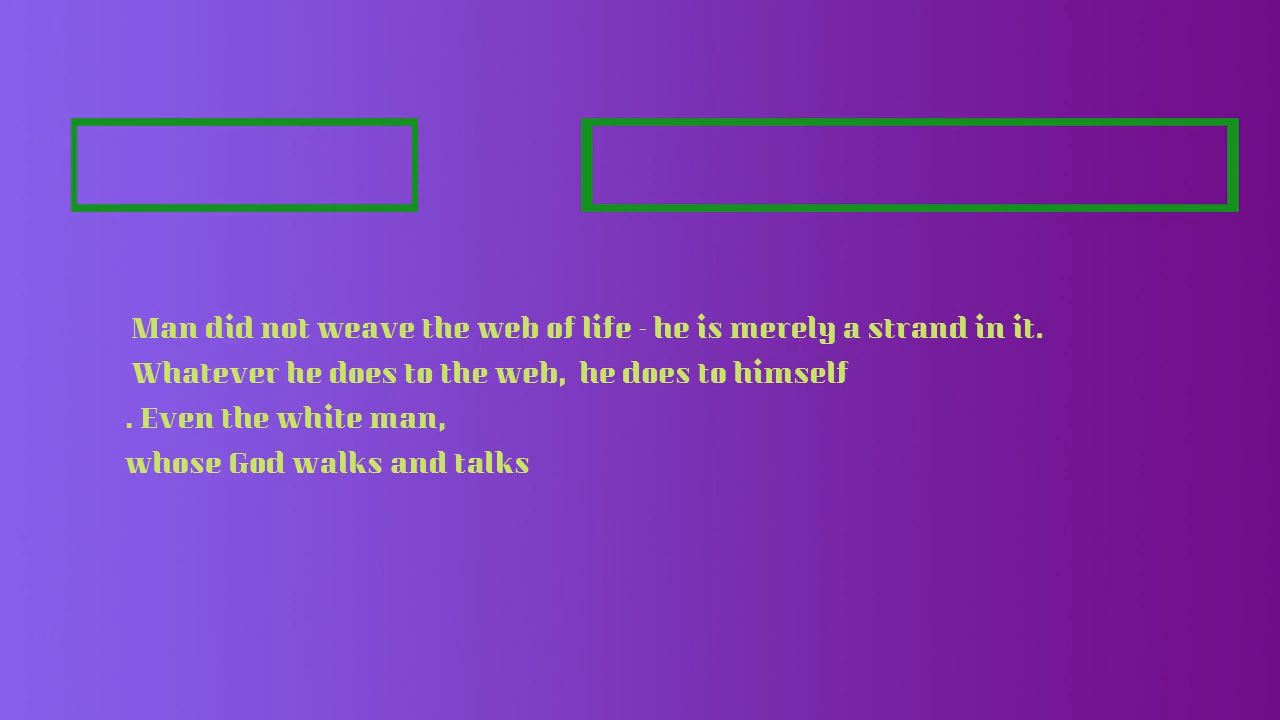 Man did not weave the web of life - he is merely a strand in it.
Whatever he does to the web, he does to himself
. Even the white man,
whose God walks and talks